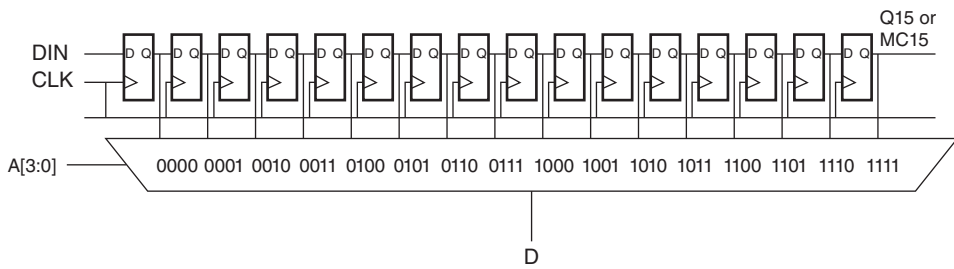 Q15 or
MC15
D Q D Q D Q D Q D Q D Q D Q D Q D Q D Q D Q D Q D Q D Q D Q D Q
DIN
CLK
A[3:0]
0000 0001 0010 0011 0100 0101 0110 0111 1000 1001 1010 1011 1100 1101 1110 1111
D